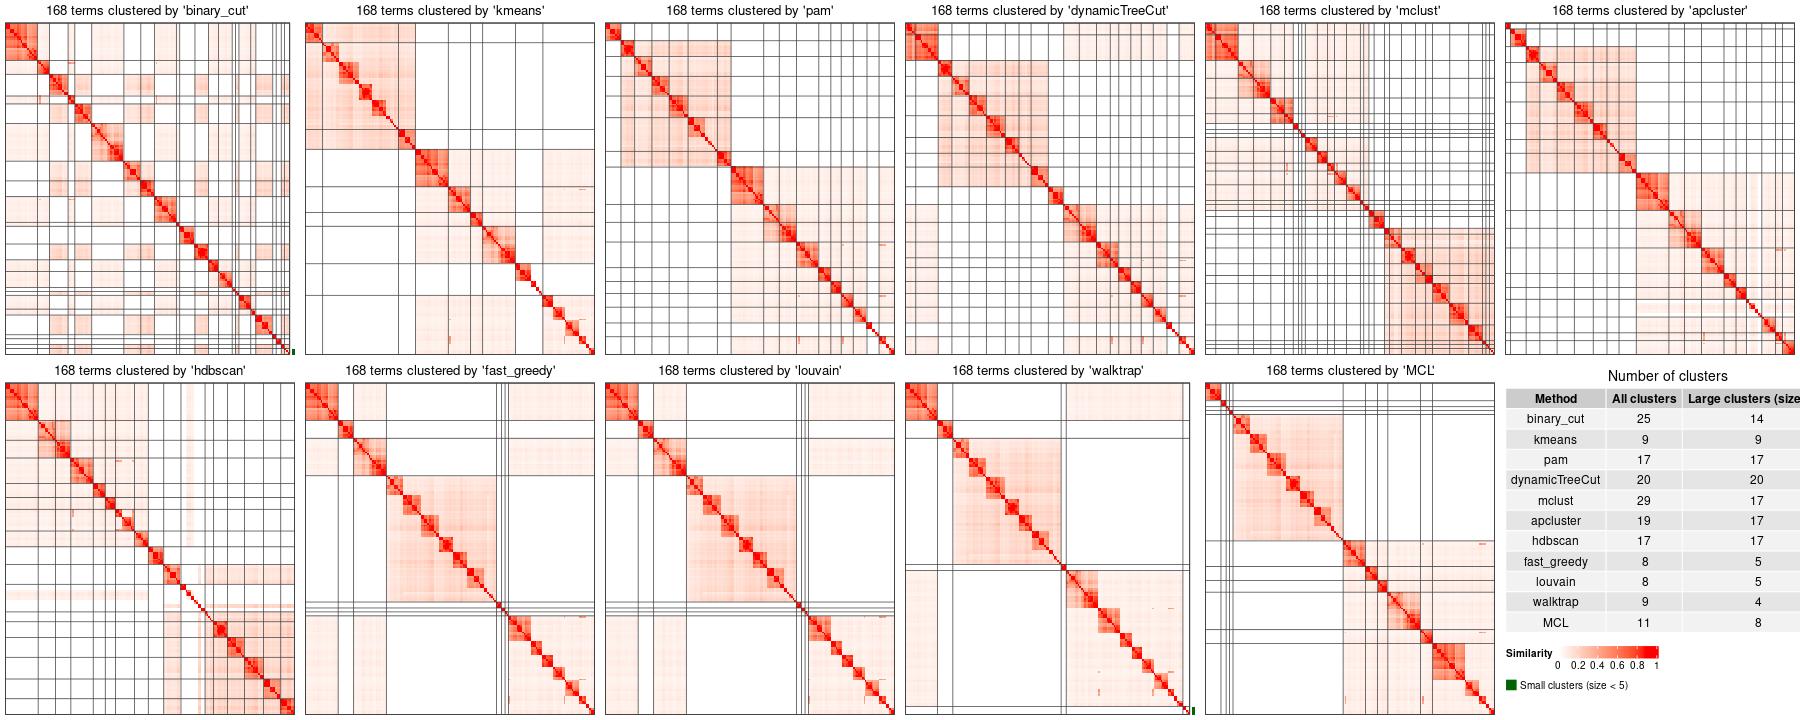 168 terms clustered by 'binary_cut'
168 terms clustered by 'kmeans'
168 terms clustered by 'pam'
168 terms clustered by 'dynamicTreeCut'
168 terms clustered by 'mclust'
168 terms clustered by 'apcluster'
168 terms clustered by 'hdbscan'
168 terms clustered by 'fast_greedy'
168 terms clustered by 'louvain'
168 terms clustered by 'walktrap'
168 terms clustered by 'MCL'
Number of clusters
Method All clusters Large clusters (size
binary_cut 25 14
kmeans 9 9
pam 17 17
dynamicTreeCut 20 20
mclust 29 17
apcluster 19 17
hdbscan 17 17
fast_greedy 8 5
louvain 8 5
walktrap 9 4
MCL 11 8
Similarity
0 0.2 0.4 0.6 0.8 1
Small clusters (size < 5)